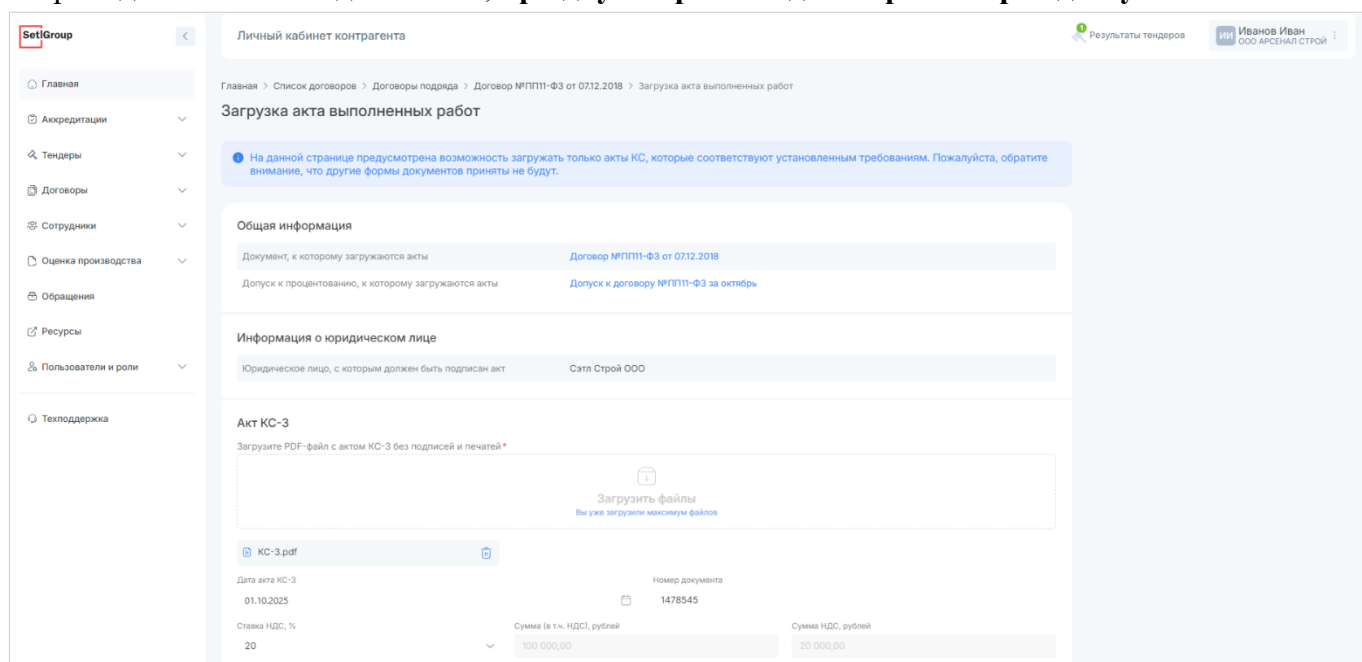 SetlGroup
Личный кабинет контрагента
1
Результаты тендеров
ИИ
Иванов Иван
ООО АРСЕНАЛ СТРОЙ
Главная
Аккредитации
Тендеры
Договоры
Сотрудники
Оценка производства
Обращения
Ресурсы
Пользователи и роли
Техподдержка
Главная > Список договоров > Договоры подряда > Договор №ПП11-ФЗ от 07.12.2018 > Загрузка акта выполненных работ
Загрузка акта выполненных работ
На данной странице предусмотрена возможность загружать только акты КС, которые соответствуют установленным требованиям. Пожалуйста, обратите
внимание, что другие формы документов приняты не будут.
Общая информация
Документ, к которому загружаются акты Договор №ПП11-ФЗ от 07.12.2018
Допуск к процентованию, к которому загружаются акты Допуск к договору №ПП11-ФЗ за октябрь
Информация о юридическом лице
Юридическое лицо, с которым должен быть подписан акт Сэтл Строй ООО
Акт КС-3
Загрузите PDF-файл с актом КС-3 без подписей и печатей*
Загрузить файлы
Вы уже загрузили максимум файлов
КС-3.pdf
Дата акта КС-3 Номер документа
01.10.2025 1478545
Ставка НДС, % Сумма (в т.ч. НДС), рублей Сумма НДС, рублей
20 100 000,00 20 000,00